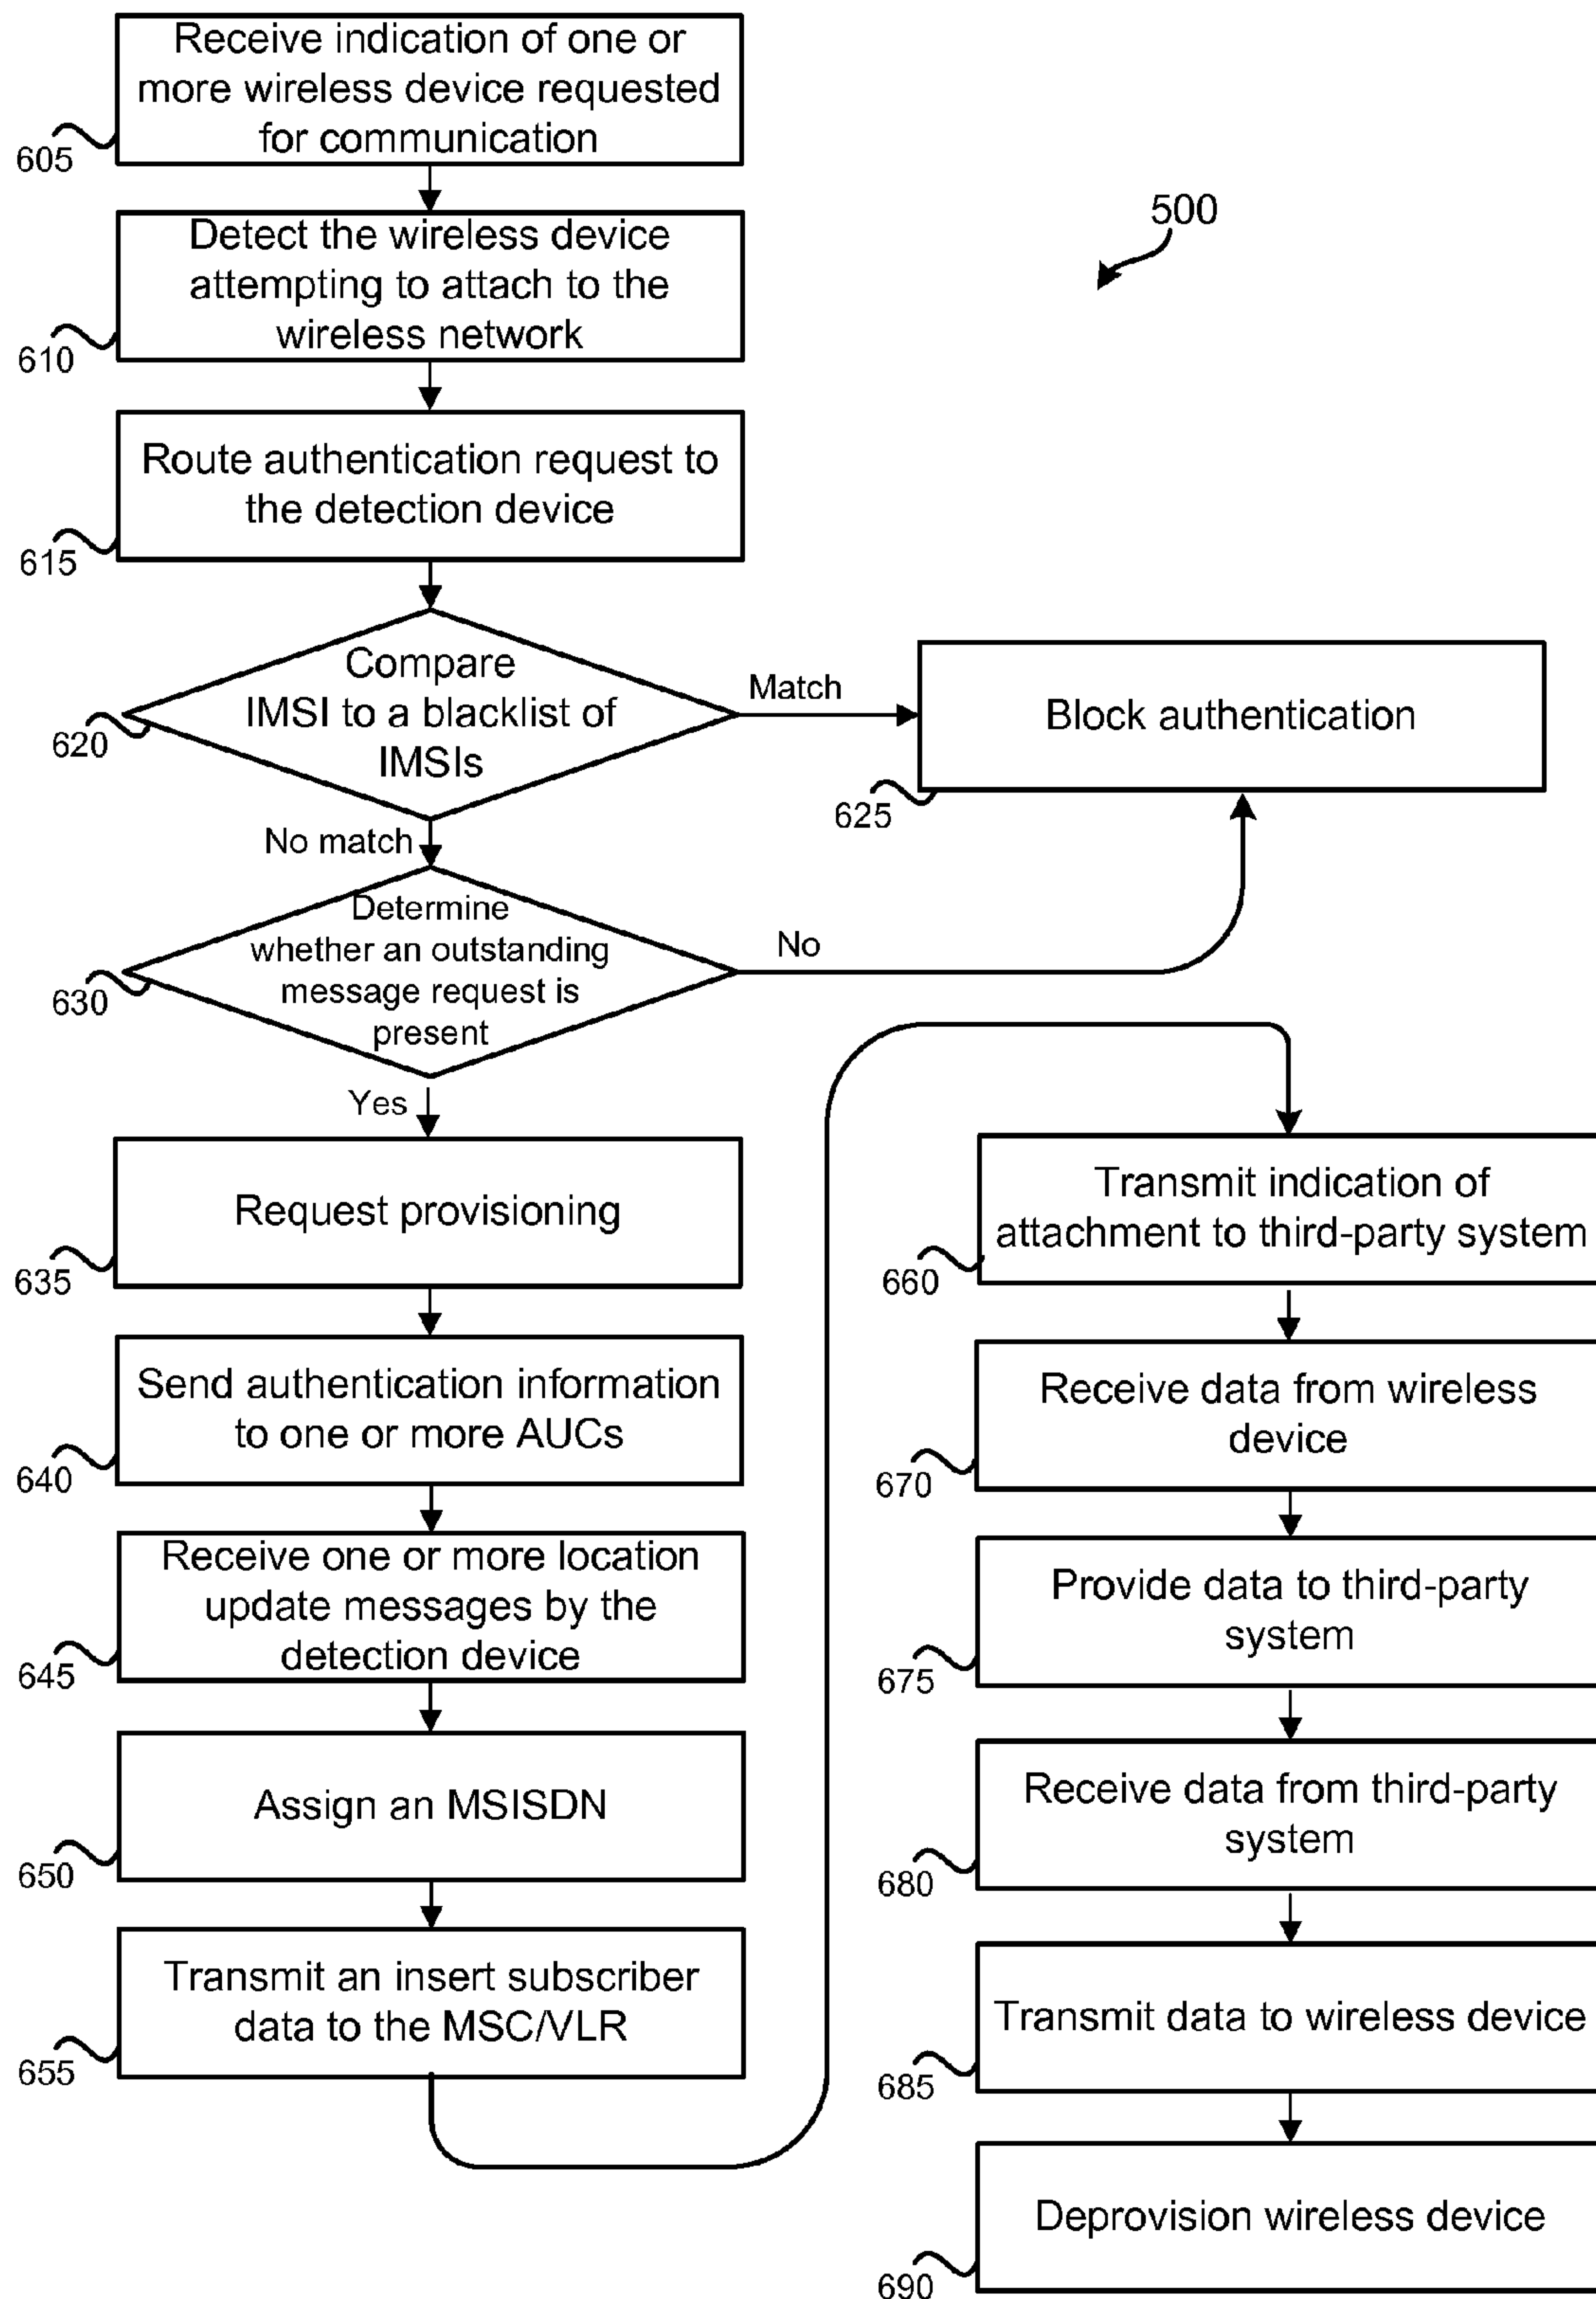 Receive indication of one or
more wireless device requested
for communication
605
500
Detect the wireless device
attempting to attach to the
wireless network
610
Route authentication request to
the detection device
615
Compare
IMSI to a blacklist of
IMSIs
620
Match
Block authentication
625
No match
Determine
whether an outstanding
message request is
present
630
No
Yes
Request provisioning
635
Send authentication information
to one or more AUCs
640
Receive one or more location
update messages by the
detection device
645
Assign an MSISDN
650
Transmit an insert subscriber
data to the MSC/VLR
655
Transmit indication of
attachment to third-party system
660
Receive data from wireless
device
670
Provide data to third-party
system
675
Receive data from third-party
system
680
Transmit data to wireless device
685
Deprovision wireless device
690